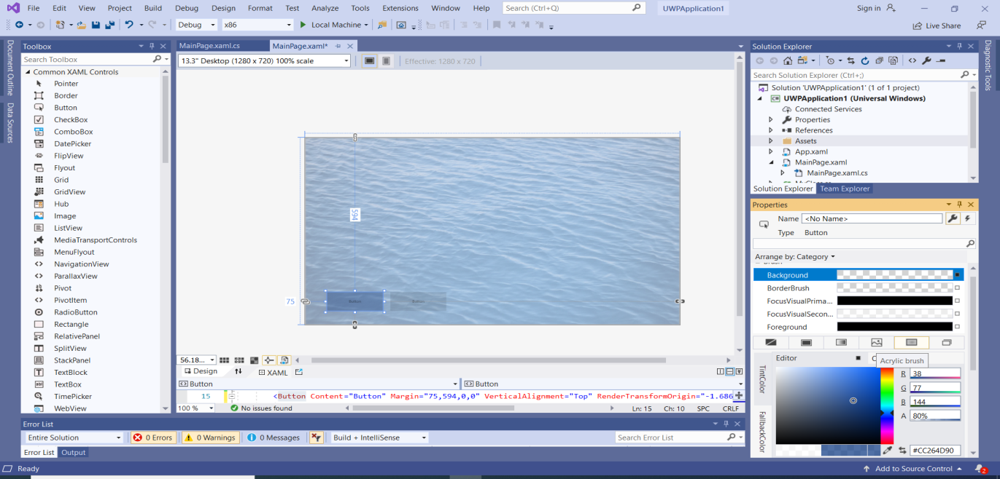 File Edit View Project Build Debug Design Format Test Analyze Tools Extensions Window Help Search (Ctrl+Q) UWPApplication1 Sign in
Debug x86 Local Machine Live Share
Document Outline
Data Sources
Toolbox
Search Toolbox
Common XAML Controls
Pointer
Border
Button
CheckBox
ComboBox
DatePicker
FlipView
Flyout
Grid
GridView
Hub
Image
ListView
MediaTransportControls
MenuFlyout
NavigationView
ParallaxView
Pivot
PivotItem
RadioButton
Rectangle
RelativePanel
SplitView
StackPanel
TextBlock
TextBox
TimePicker
WebView
MainPage.xaml.cs MainPage.xaml*
13.3" Desktop (1280 x 720) 100% scale Effective: 1280 x 720
594
75
Button Button
56.18...
Design XAML
Button Button
15 <Button Content="Button" Margin="75,594,0,0" VerticalAlignment="Top" RenderTransformOrigin="-1.686
100 % No issues found Ln: 15 Ch: 10 SPC CRLF
Solution Explorer
Search Solution Explorer (Ctrl+;)
Solution 'UWPApplication1' (1 of 1 project)
UWPApplication1 (Universal Windows)
Connected Services
Properties
References
Assets
App.xaml
MainPage.xaml
MainPage.xaml.cs
Solution Explorer Team Explorer
Diagnostic Tools
Properties
Name <No Name>
Type Button
Arrange by: Category
Background
BorderBrush
FocusVisualPrima...
FocusVisualSecon...
Foreground
Editor
Acrylic brush
TintColor
FallbackColor
R 38
G 77
B 144
A 80%
#CC264D90
Error List
Entire Solution 0 Errors 0 Warnings 0 Messages Build + IntelliSense Search Error List
Error List Output
Ready Add to Source Control 2